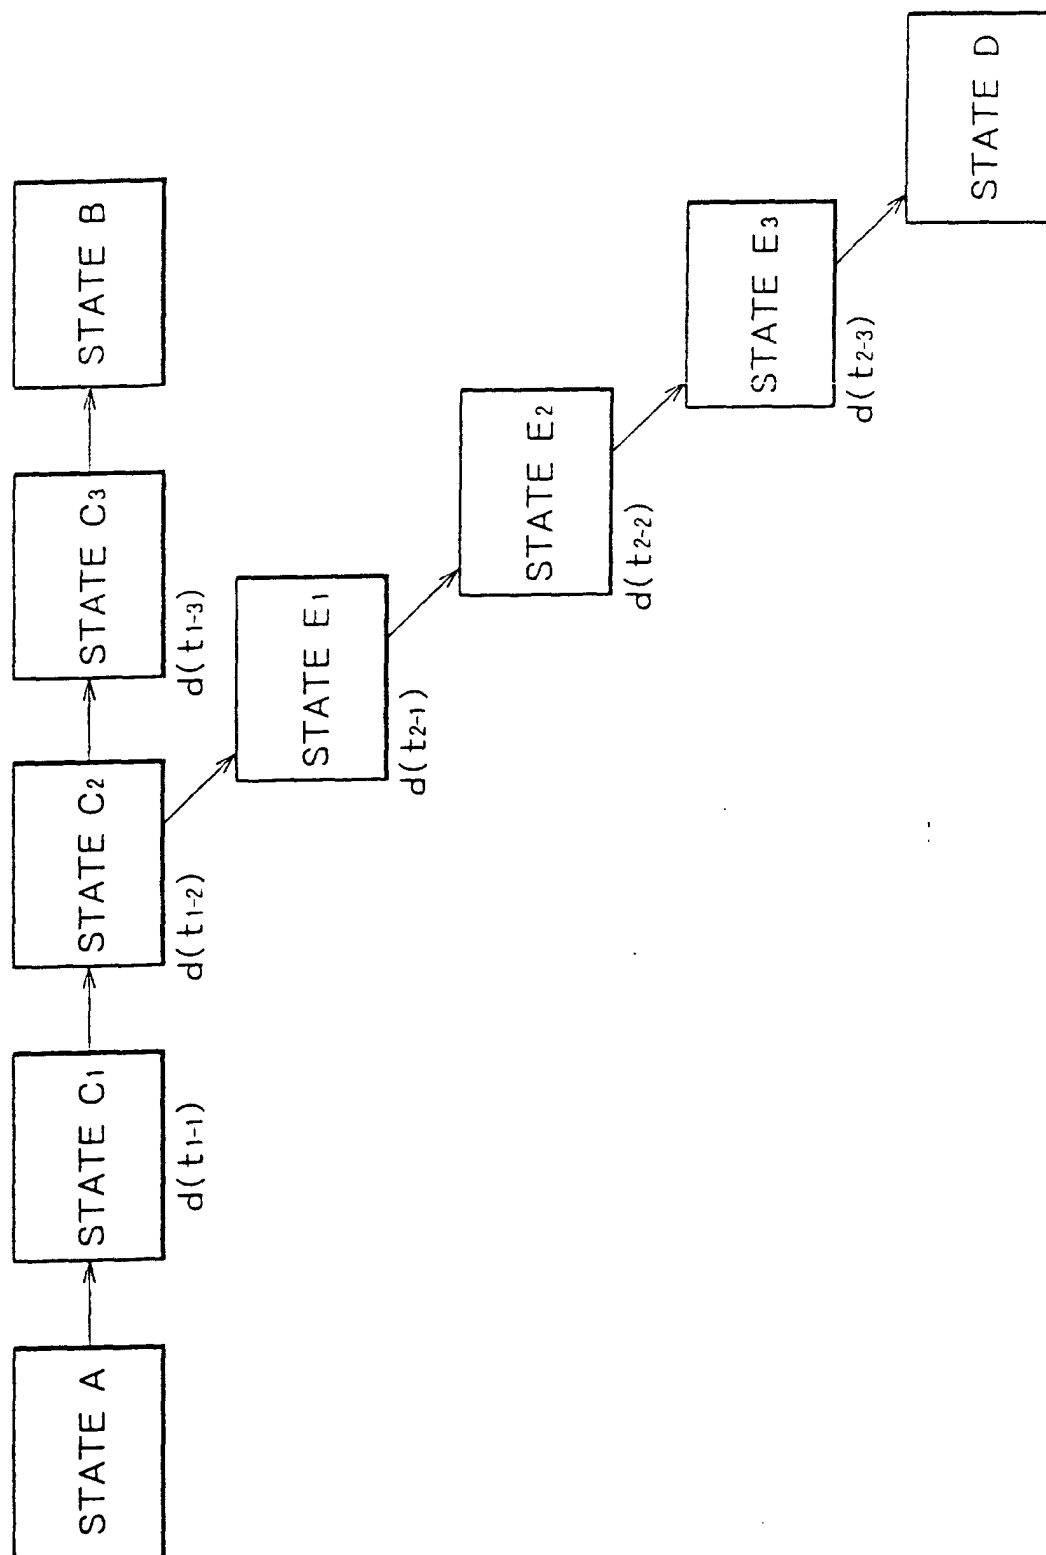 STATE A
STATE C1
d(t1-1)
STATE C2
d(t1-2)
STATE C3
d(t1-3)
STATE B
STATE E1
d(t2-1)
STATE E2
d(t2-2)
STATE E3
d(t2-3)
STATE D